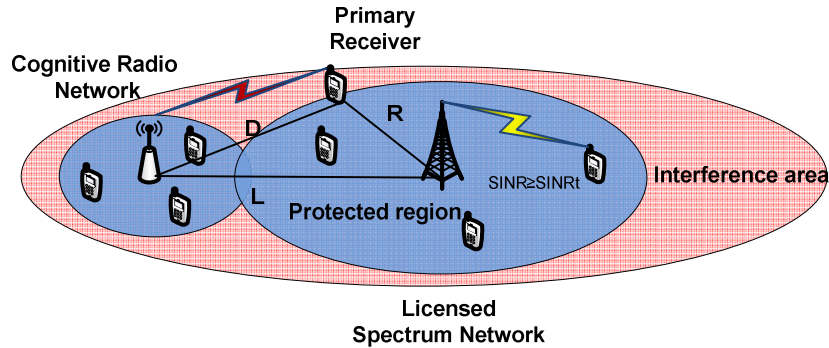 Primary
Receiver
Cognitive Radio
Network
D
R
L
SINR≥SINRt
Interference area
Protected region
Licensed
Spectrum Network